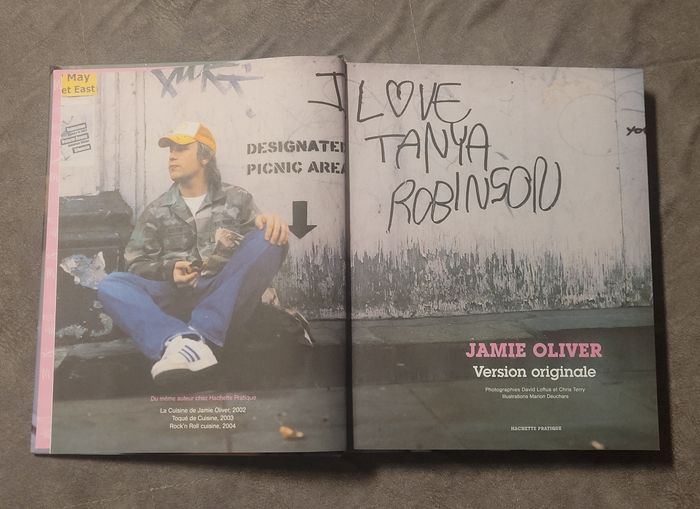 May
et East
DESIGNATED
PICNIC AREA
I LOVE
TANYA
ROBINSON
you
JAMIE OLIVER
Version originale
Photographies David Loftus et Chris Terry
Illustrations Marion Deuchars
HACHETTE PRATIQUE
Du même auteur chez Hachette Pratique
La Cuisine de Jamie Oliver, 2002
Toqué de Cuisine, 2003
Rock'n Roll cuisine, 2004